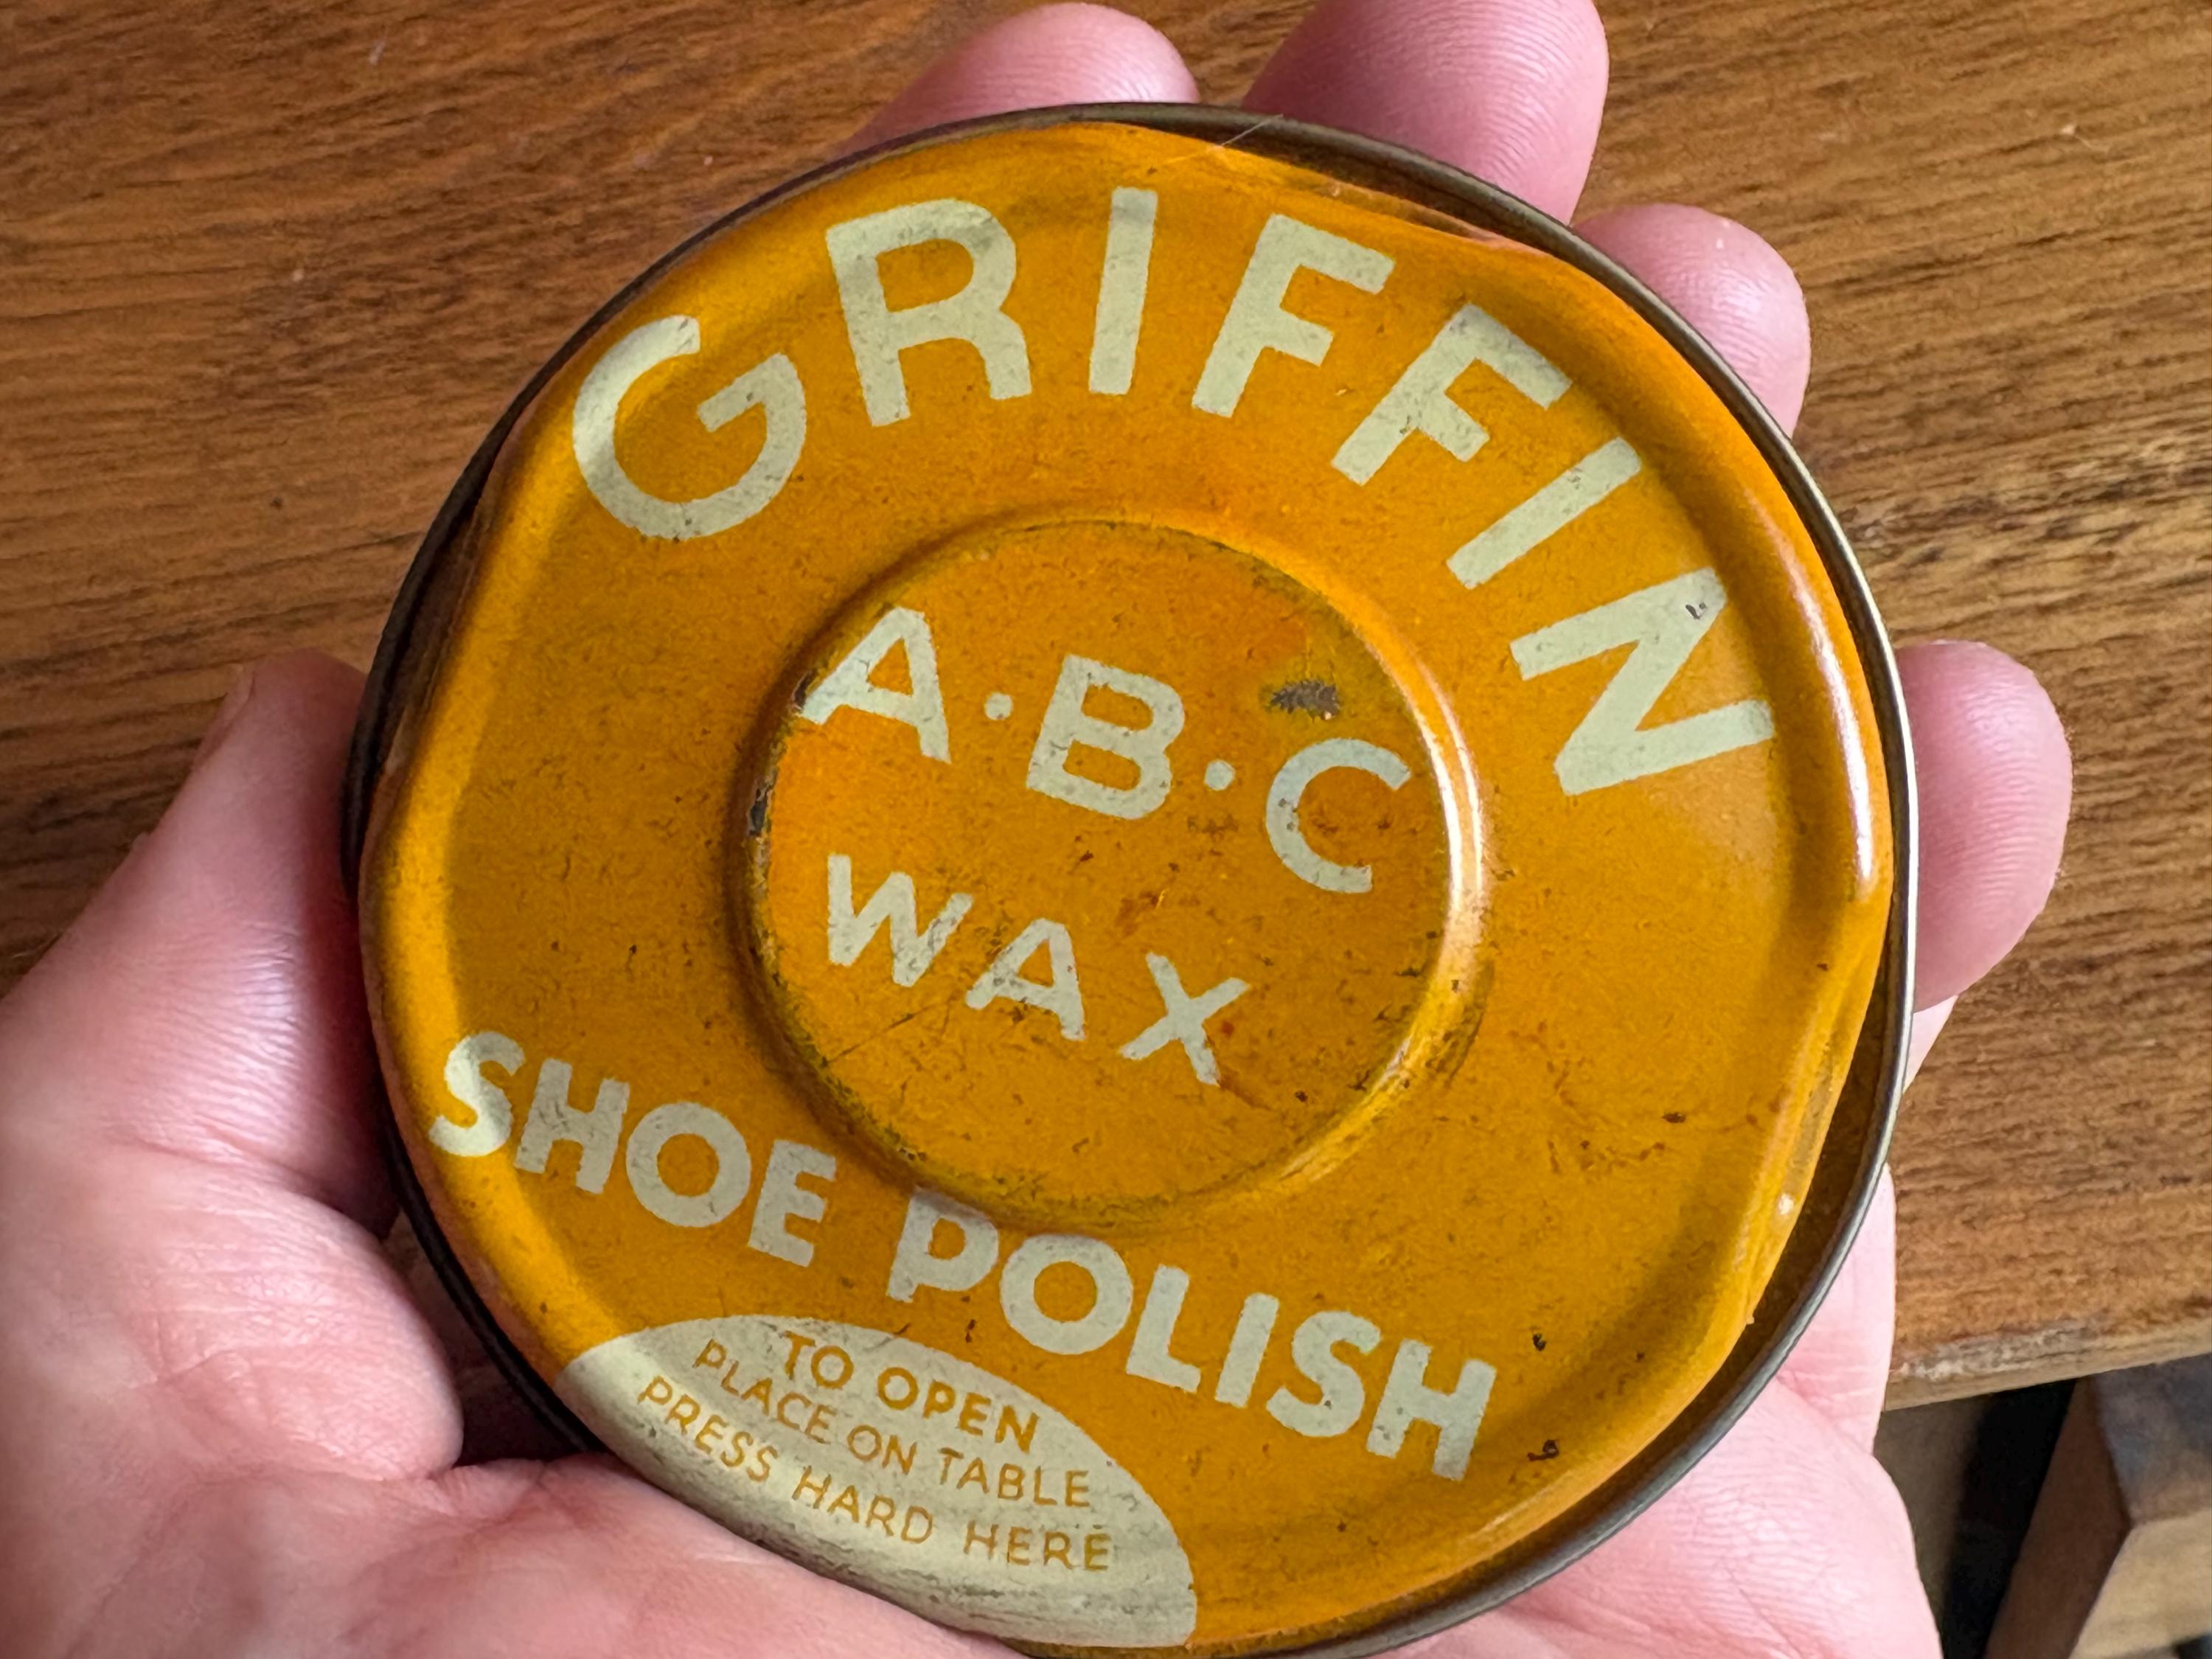 GRIFFIN
A·B·C
WAX
SHOE POLISH
TO OPEN
PLACE ON TABLE
PRESS HARD HERE